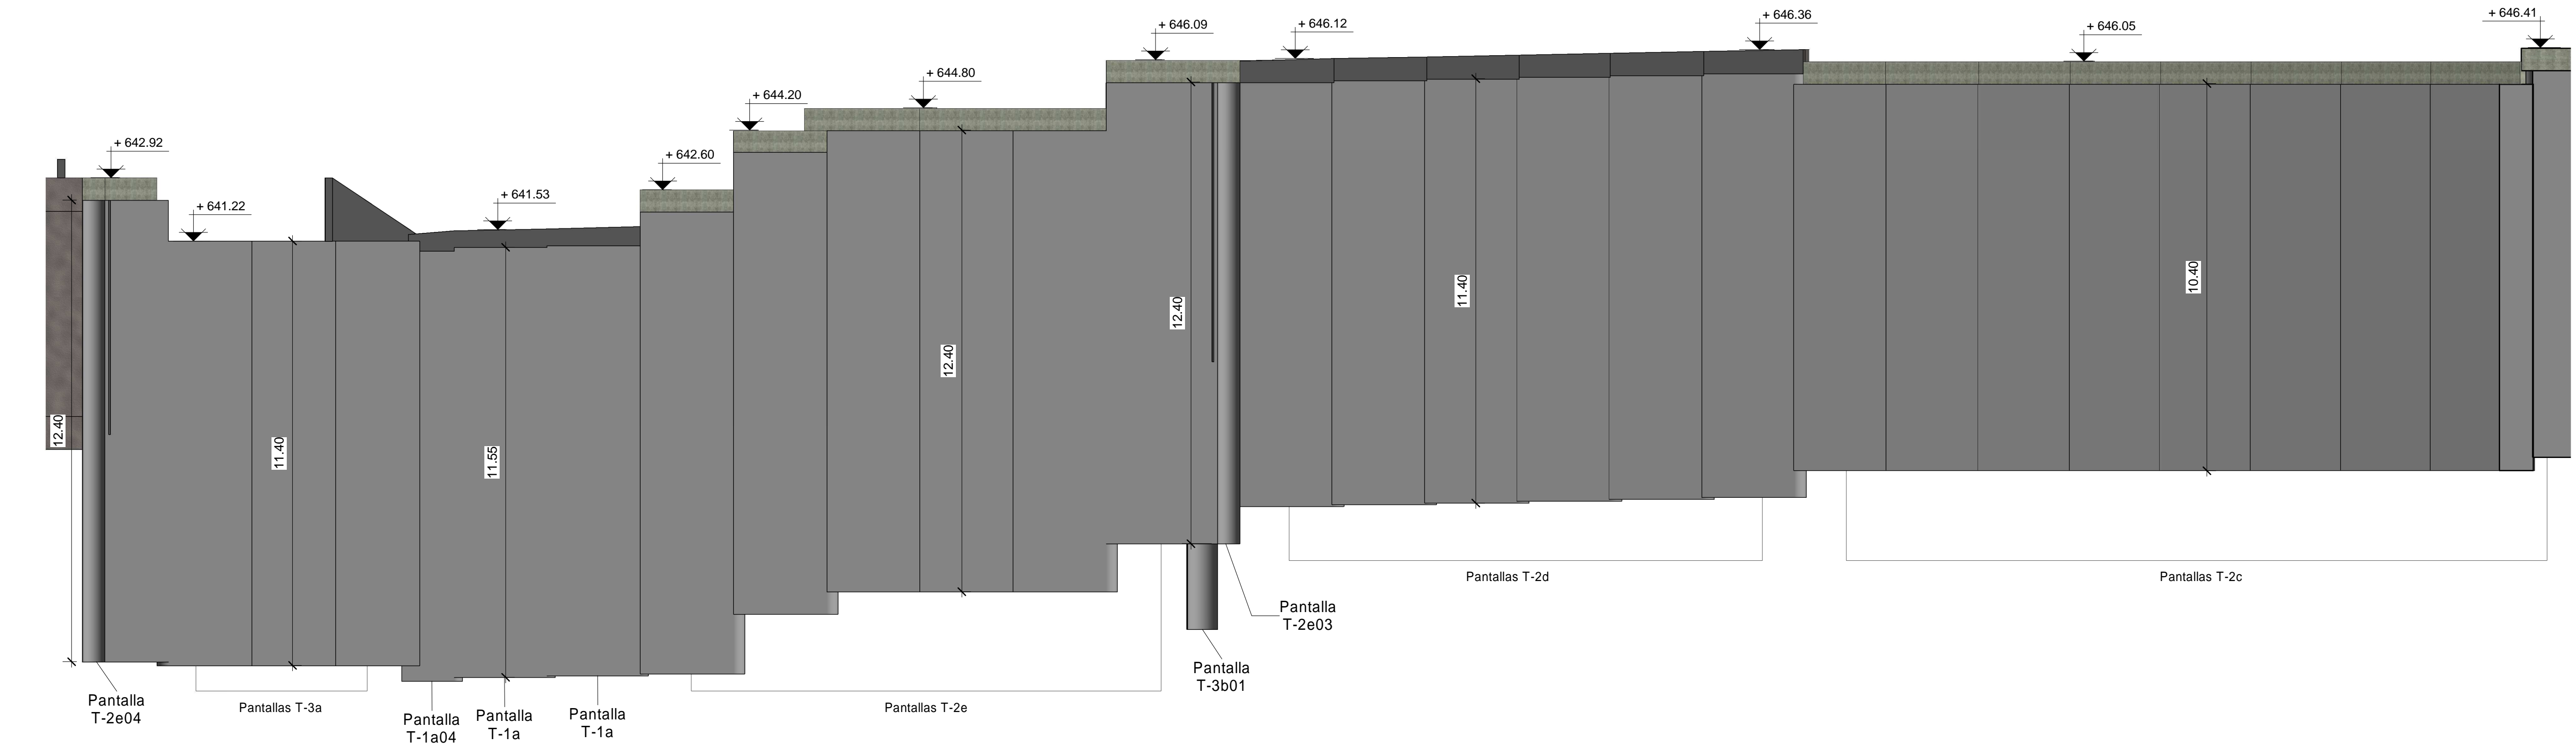 + 646.41
+ 646.36
+ 646.09
+ 646.12
+ 646.05
+ 644.80
+ 644.20
+ 642.92
+ 642.60
+ 641.53
+ 641.22
12.40
11.40
11.55
12.40
12.40
11.40
10.40
Pantallas T-2d
Pantallas T-2c
Pantalla
T-2e03
Pantalla
T-3b01
Pantalla
T-2e04
Pantallas T-3a
Pantallas T-2e
Pantalla
T-1a04
Pantalla
T-1a
Pantalla
T-1a